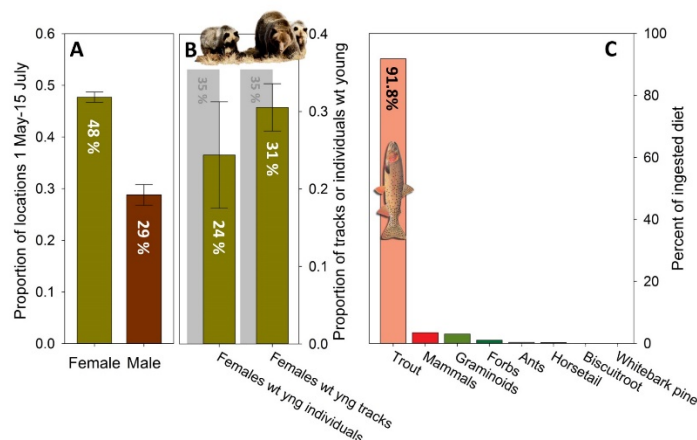 A
Proportion of locations 1 May-15 July
0.6
0.5
0.4
0.3
0.2
0.1
0.0
48 %
29 %
Female
Male
B
35 %
35 %
24 %
31 %
0.4
0.3
0.2
0.1
0.0
Proportion of tracks or individuals wt young
Females wt yng individuals
Females wt yng tracks
C
91.8%
100
80
60
40
20
0
Percent of ingested diet
Trout
Mammals
Graminoids
Forbs
Ants
Horsetail
Biscuitroot
Whitebark pine